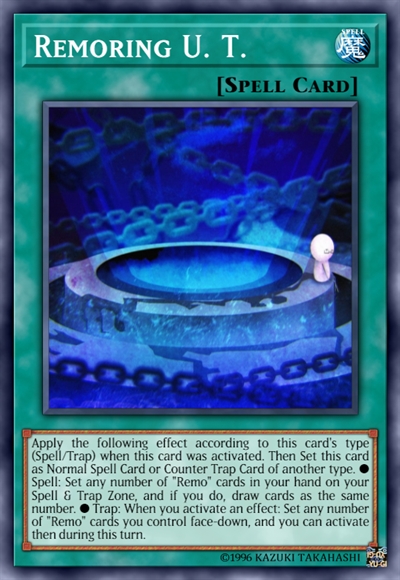 REMORING U. T.
SPELL
魔
[SPELL CARD]
Apply the following effect according to this card's type
(Spell/Trap) when this card was activated. Then Set this card
as Normal Spell Card or Counter Trap Card of another type. ●
Spell: Set any number of "Remo" cards in your hand on your
Spell & Trap Zone, and if you do, draw cards as the same
number. ● Trap: When you activate an effect: Set any number
of "Remo" cards you control face-down, and you can activate
then during this turn.
©1996 KAZUKI TAKAHASHI